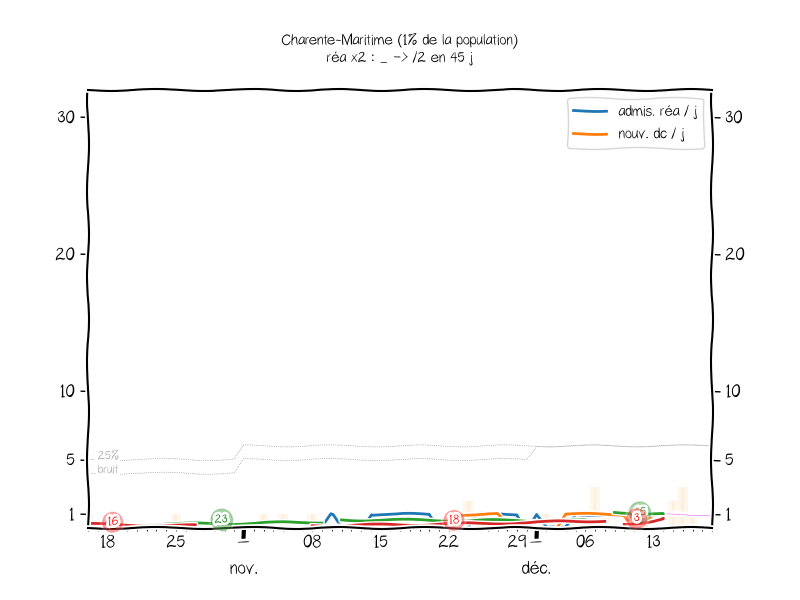 Charente-Maritime (1% de la population)
réa x2 : _ -> /2 en 45 j
admis. réa / j
nouv. dc / j
30 30
20 20
10 10
5 5
1 1
25%
bruit
16 23 18 3
18 25 08 15 22 29 06 13
nov. déc.